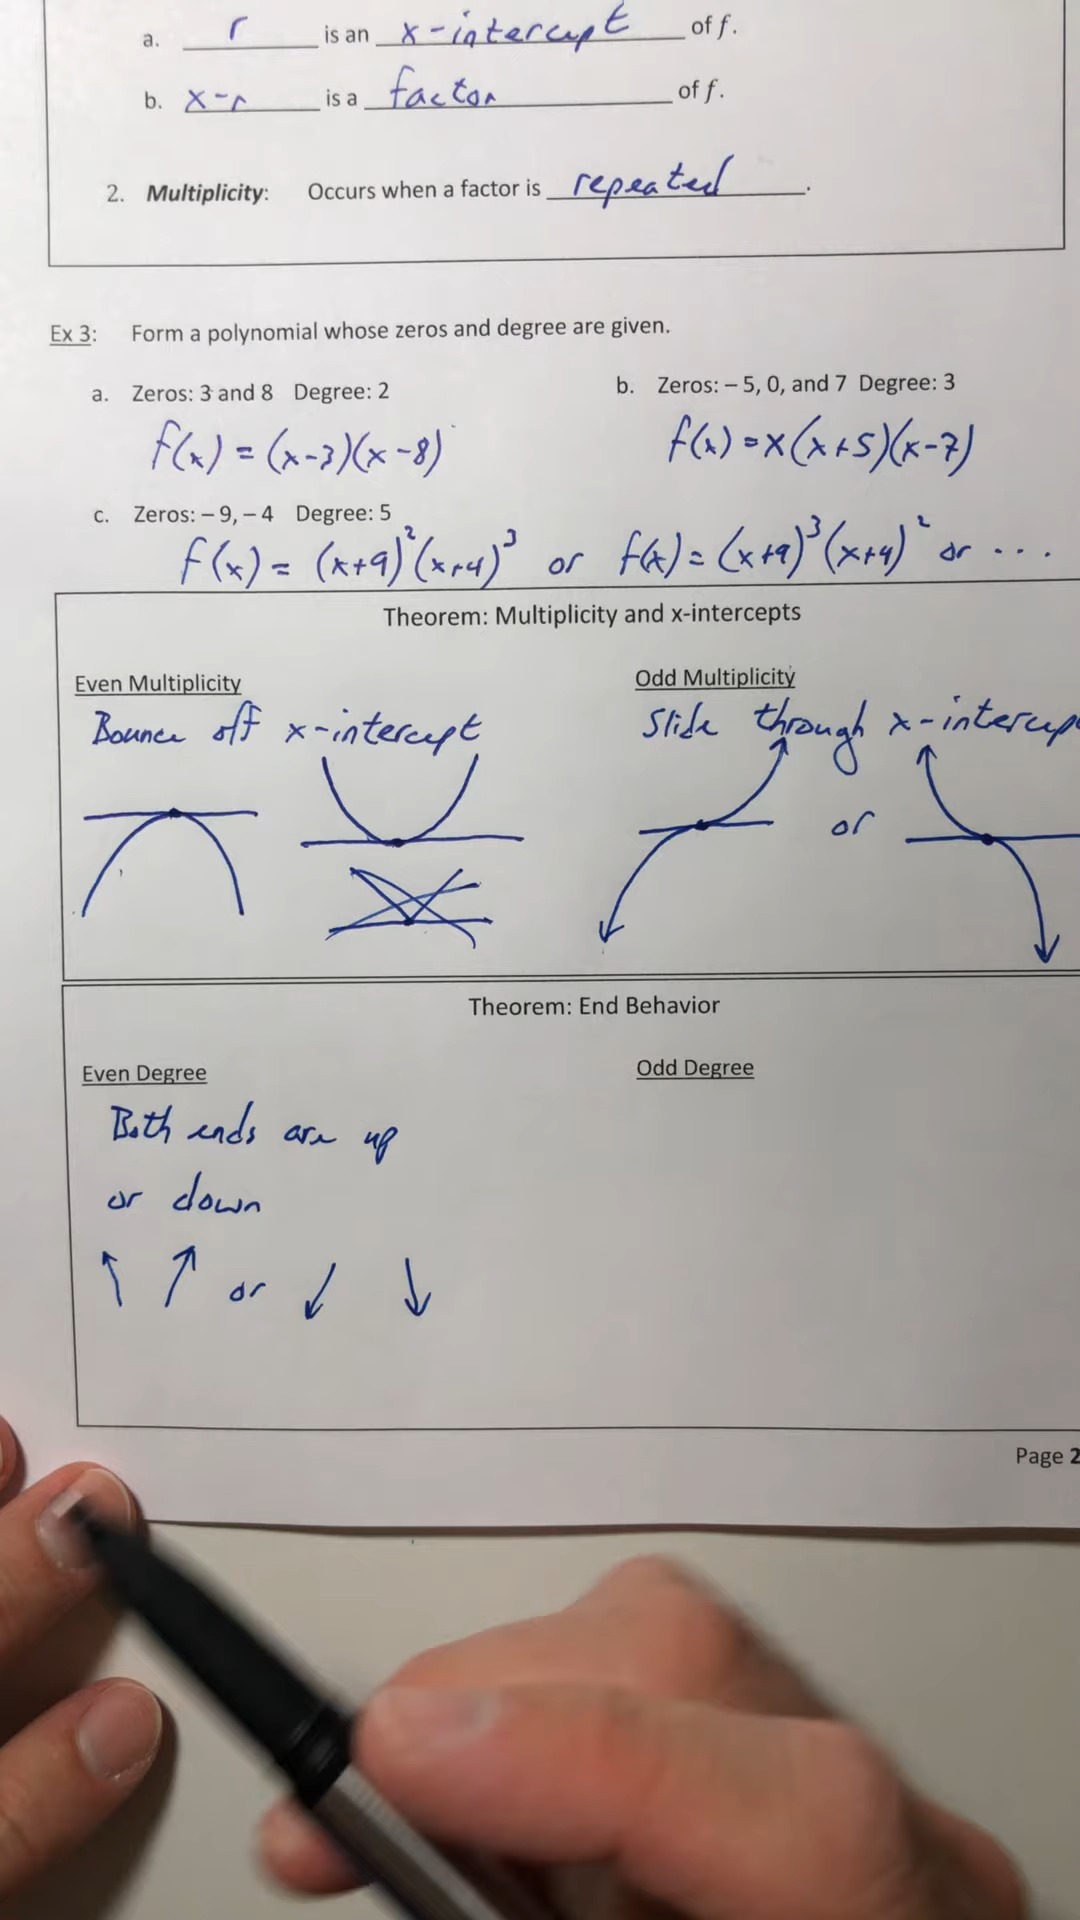 a. r is an x-intercept of f.
b. x-r is a factor of f.
2. Multiplicity: Occurs when a factor is repeated.
Ex 3: Form a polynomial whose zeros and degree are given.
a. Zeros: 3 and 8 Degree: 2
b. Zeros: – 5, 0, and 7 Degree: 3
f(x) = (x-3)(x-8)
f(x) = x(x+5)(x-7)
c. Zeros: – 9, – 4 Degree: 5
f(x) = (x+9)²(x+4)³ or f(x) = (x+9)³(x+4)² or ...
Theorem: Multiplicity and x-intercepts
Even Multiplicity
Odd Multiplicity
Bounce off x-intercept
Slide through x-intercep
or
Theorem: End Behavior
Even Degree
Odd Degree
Both ends are up
or down
↑ ↗ or ↙ ↓
Page 2